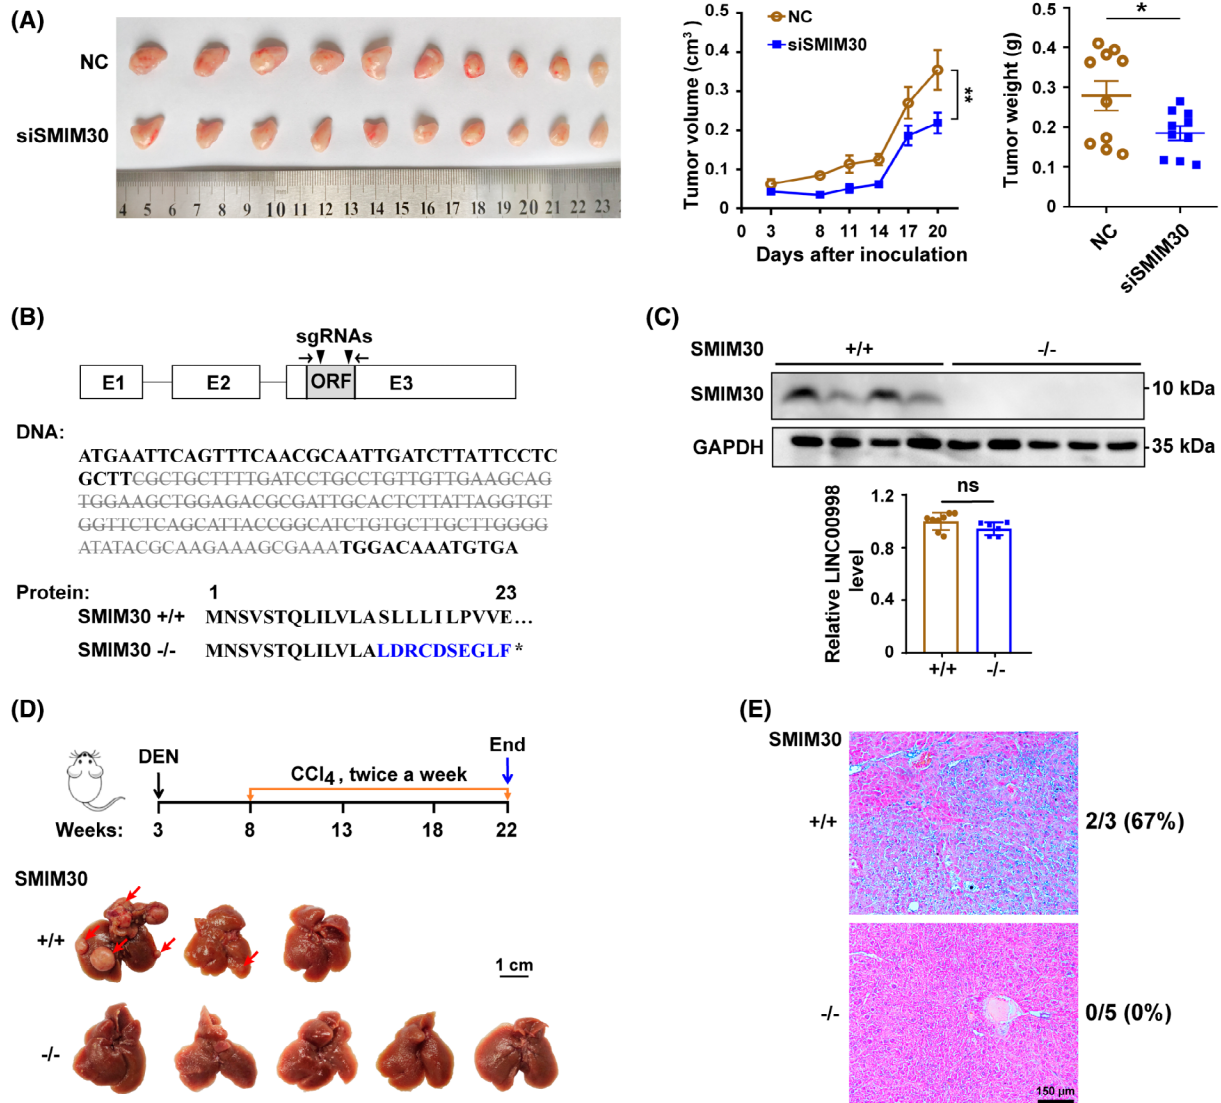 (A)
NC
siSMIM30
4 5 6 7 8 9 10 11 12 13 14 15 16 17 18 19 20 21 22 23
Tumor volume (cm3)
0.5
0.4
0.3
0.2
0.1
0
NC
siSMIM30
**
0 3 8 11 14 17 20
Days after inoculation
Tumor weight (g)
0.5
0.4
0.3
0.2
0.1
0
*
NC
siSMIM30
(B)
sgRNAs
E1 E2 ORF E3
DNA:
ATGAATTCAGTTTCAACGCAATTGATCTTATTCCTC
GCTTCGCTGCTTTTGATCCTGCCTGTTGTTGAAGCAG
TGGAAGCTGGAGACGCGATTGCACTCTTATTAGGTGT
GGTTCTCAGCATTACCGGCATCTGTGCTTGCTTGGGG
ATATACGCAAGAAAGCGAAATGGACAAATGTGA
Protein: 1 23
SMIM30 +/+ MNSVSTQLILVLASLLLILPVVE...
SMIM30 -/- MNSVSTQLILVLALDRCDSEGLF*
(C)
SMIM30 +/+ -/-
SMIM30 10 kDa
GAPDH 35 kDa
Relative LINC00998
level
1.2
0.8
0.4
0
ns
+/+ -/-
(D)
DEN
CCl4, twice a week
End
Weeks: 3 8 13 18 22
SMIM30
+/+
1 cm
-/-
(E)
SMIM30
+/+ 2/3 (67%)
-/- 0/5 (0%)
150 µm